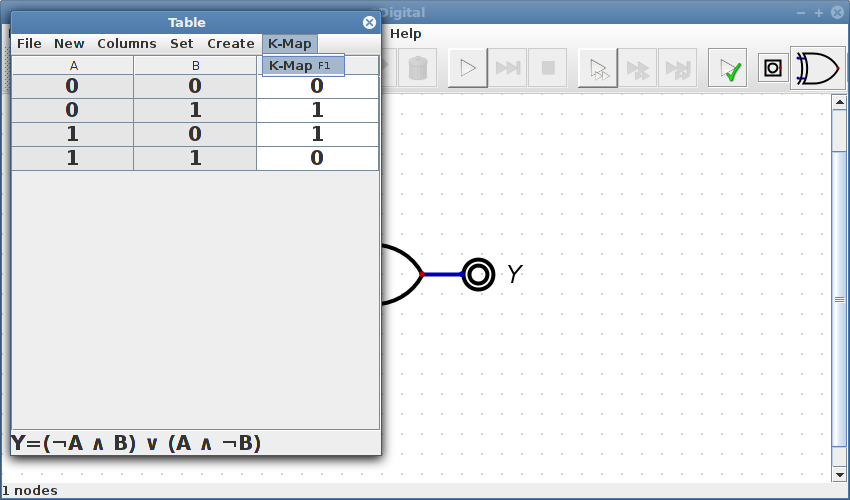 Digital
Table
Help
File New Columns Set Create K-Map
K-Map F1
A B
0 0 0
0 1 1
1 0 1
1 1 0
Y
Y=(¬A ∧ B) ∨ (A ∧ ¬B)
1 nodes